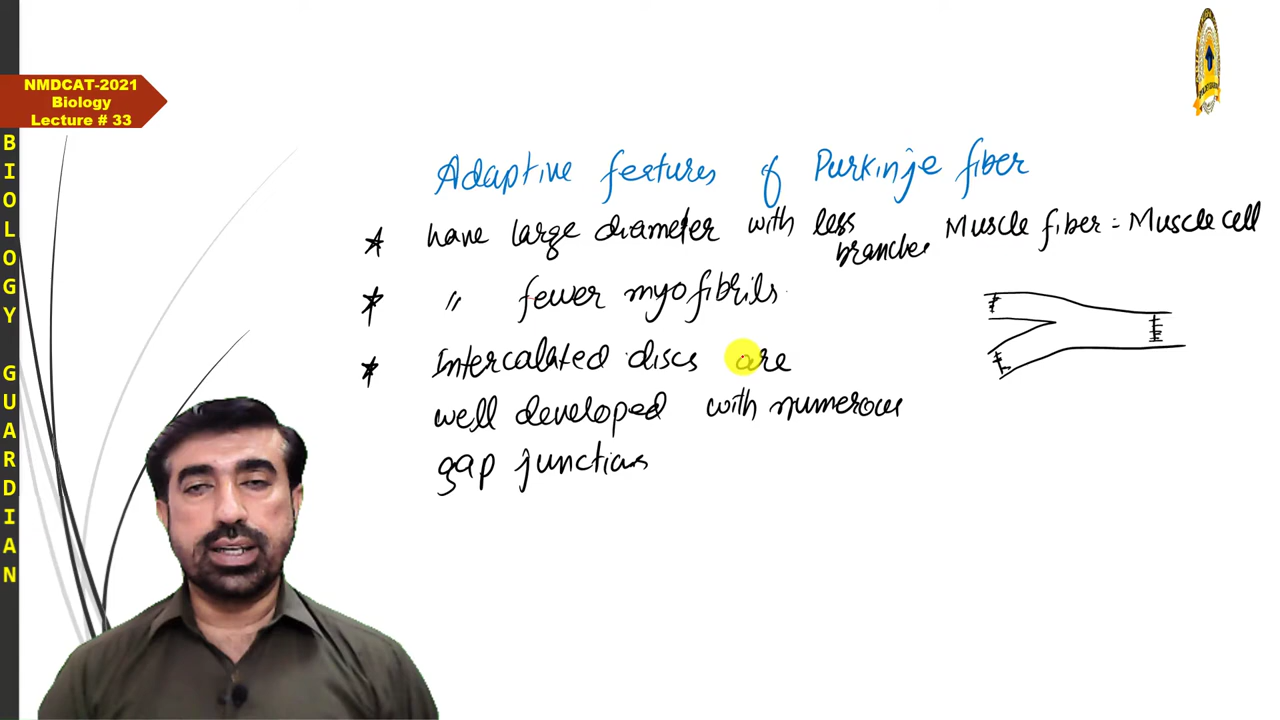 NMDCAT-2021
Biology
Lecture # 33
BIOLOGY GUARDIAN
Adaptive features of Purkinje fiber
* have large diameter with less branches
Muscle fiber = Muscle cell
* " fewer myofibrils
* Intercalated discs are
well developed with numerous
gap junctions